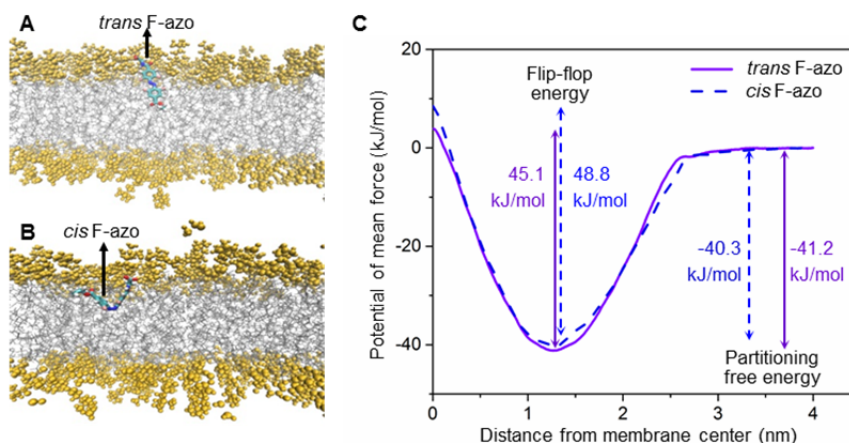 A
trans F-azo
B
cis F-azo
C
Potential of mean force (kJ/mol)
20
0
-20
-40
Flip-flop
energy
trans F-azo
cis F-azo
45.1
kJ/mol
48.8
kJ/mol
-40.3
kJ/mol
-41.2
kJ/mol
Partitioning
free energy
0
1
2
3
4
Distance from membrane center (nm)